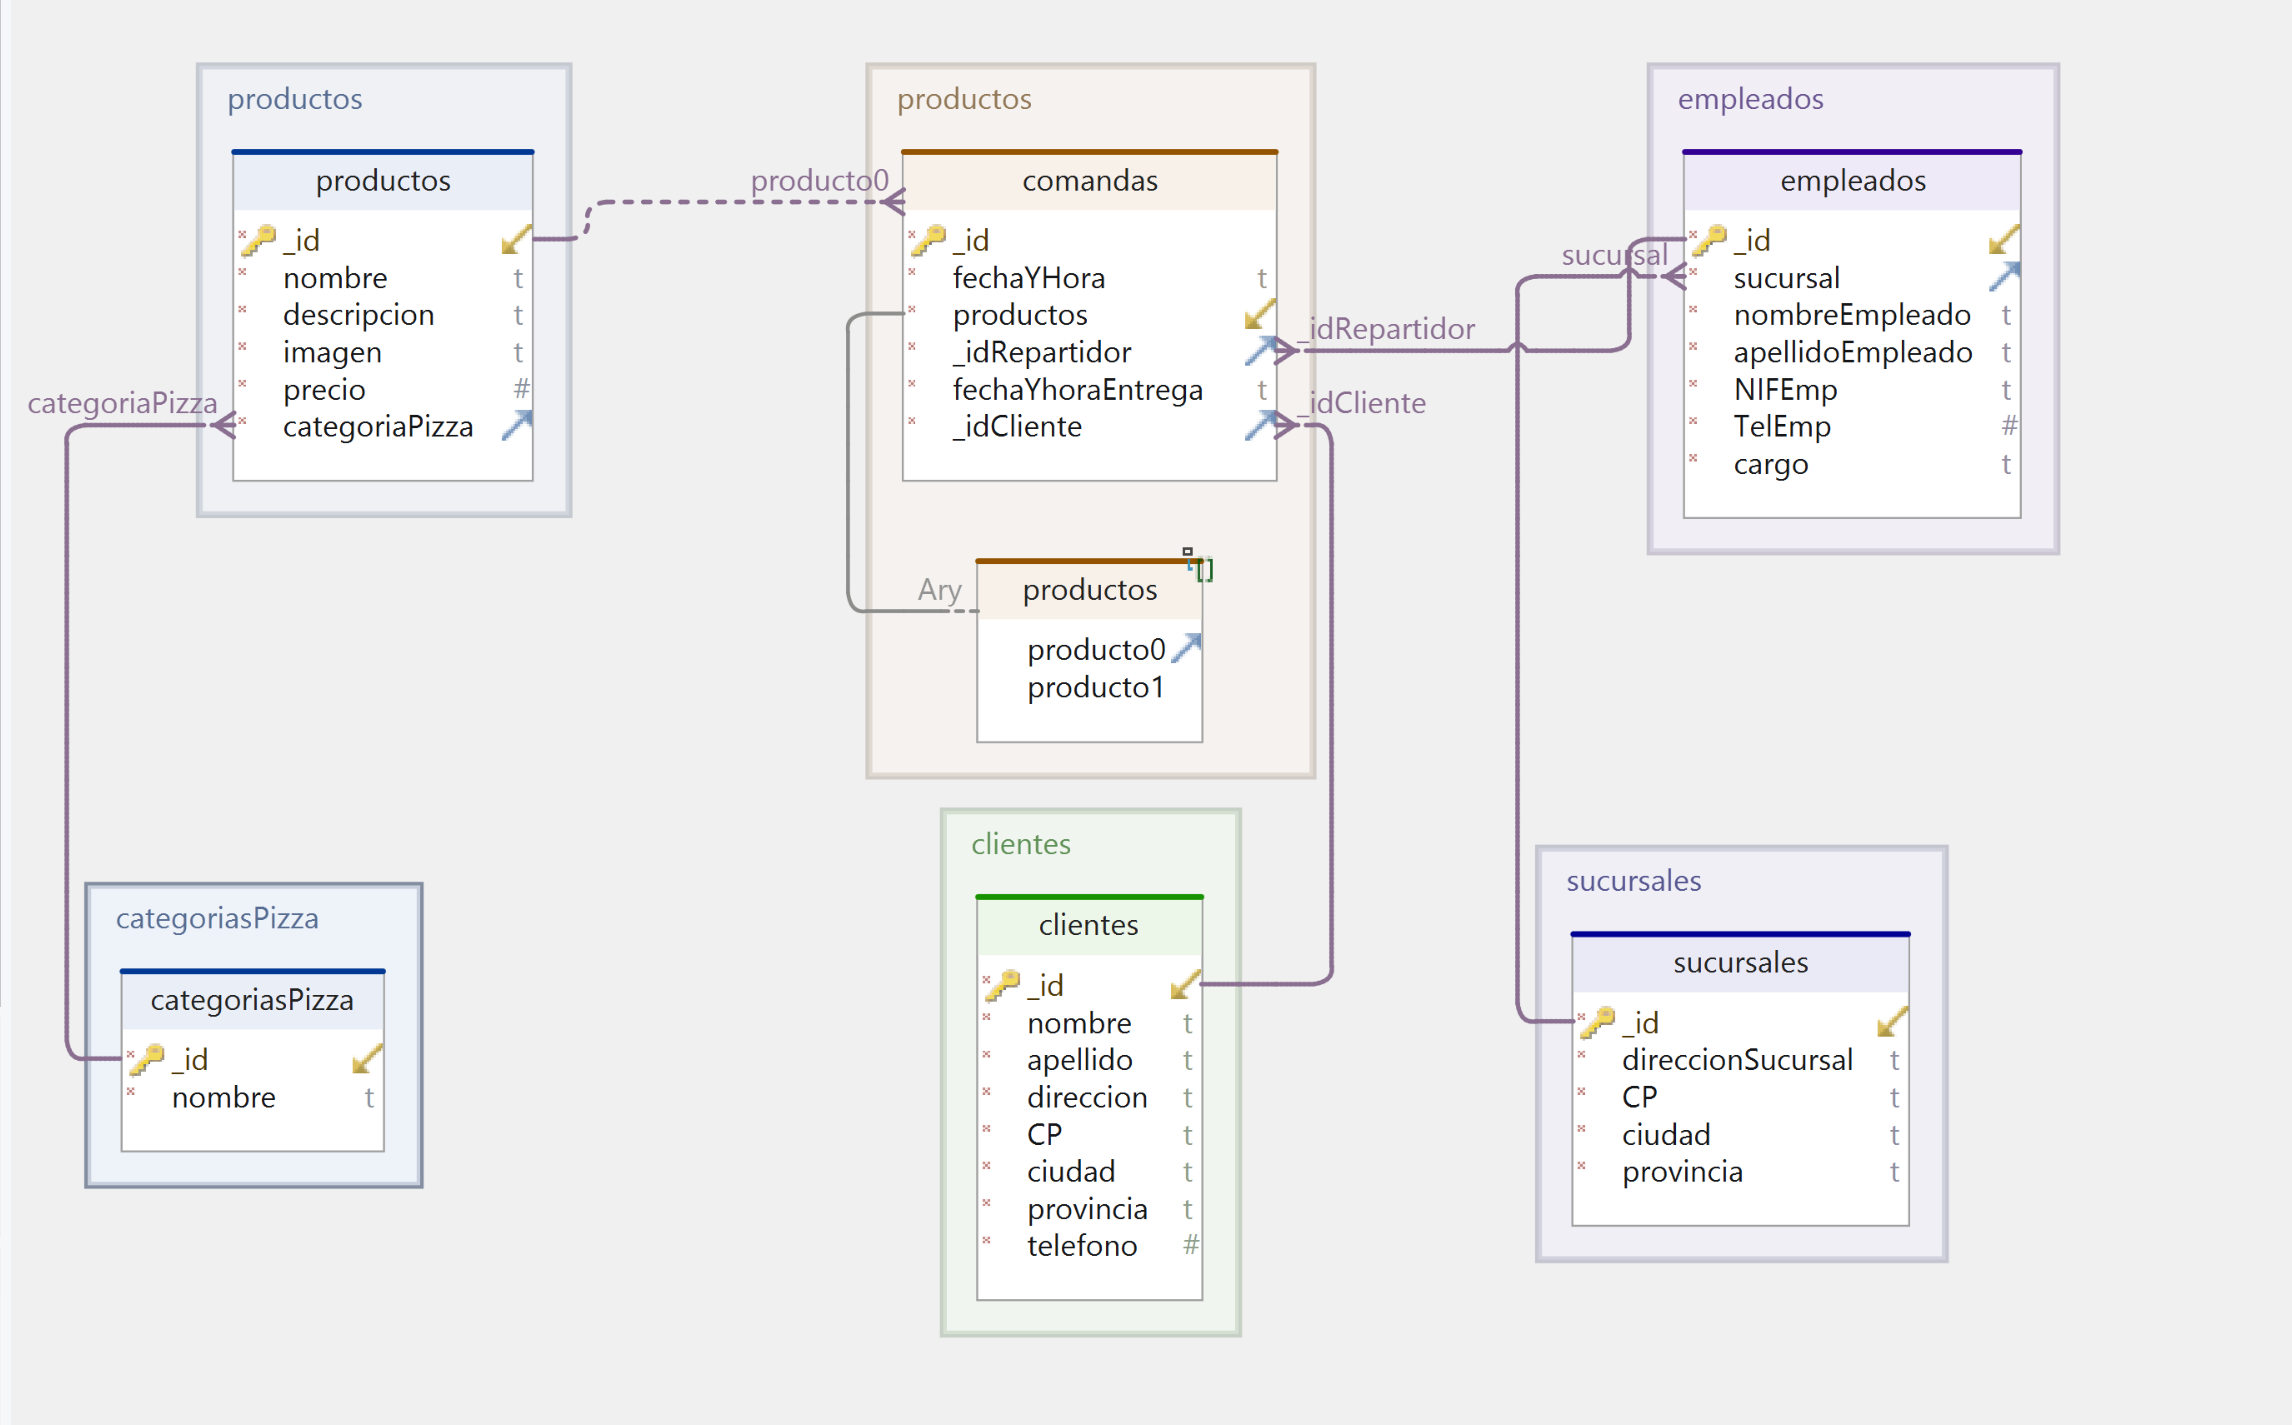 productos
productos
_id
nombre t
descripcion t
imagen t
precio #
categoriaPizza
categoriaPizza
producto0
productos
comandas
_id
fechaYHora t
productos
_idRepartidor
fechaYhoraEntrega t
_idCliente
_idRepartidor
_idCliente
Ary
productos
producto0
producto1
empleados
empleados
_id
sucursal
sucursal
nombreEmpleado t
apellidoEmpleado t
NIFEmp t
TelEmp #
cargo t
categoriasPizza
categoriasPizza
_id
nombre t
clientes
clientes
_id
nombre t
apellido t
direccion t
CP t
ciudad t
provincia t
telefono #
sucursales
sucursales
_id
direccionSucursal t
CP t
ciudad t
provincia t